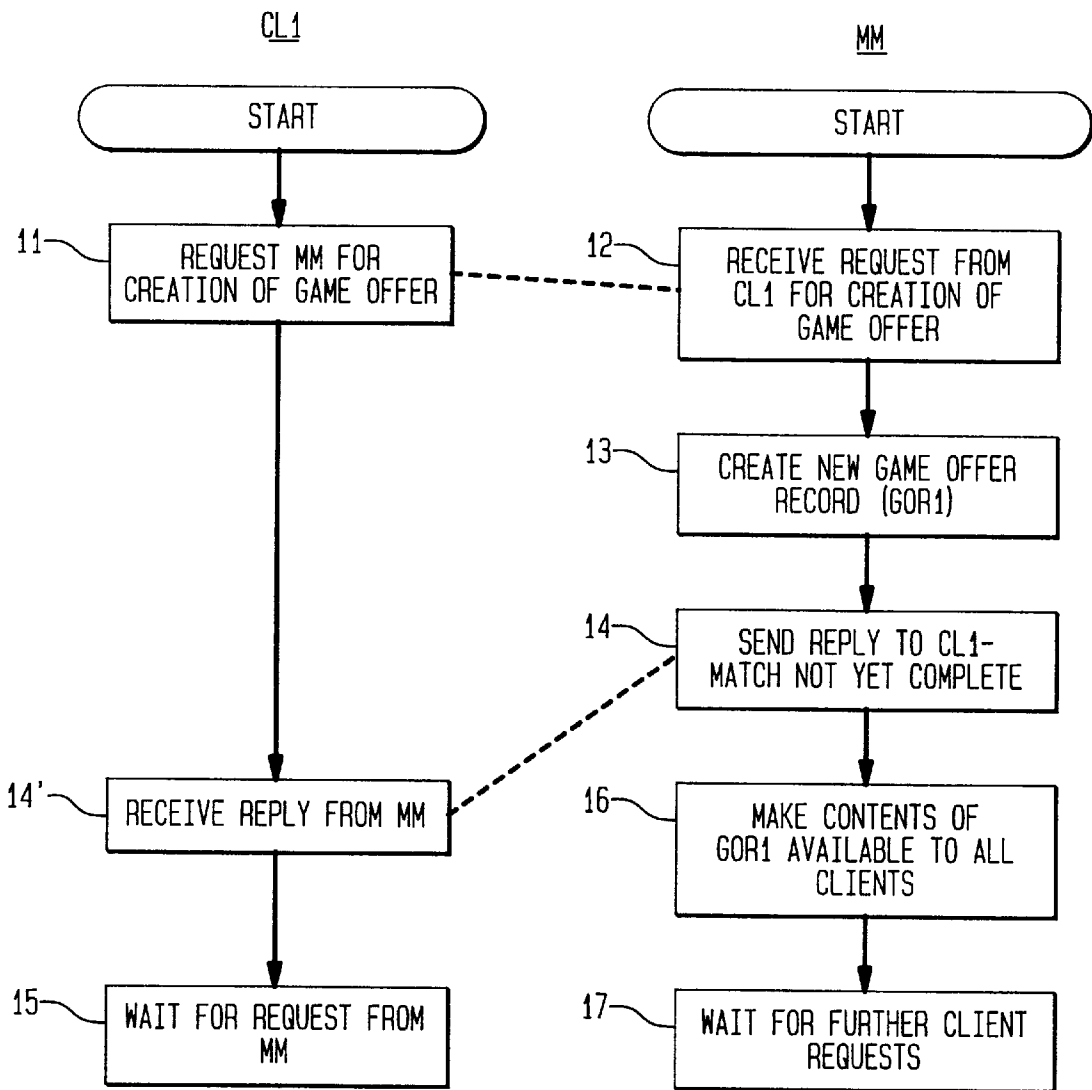 CL1
MM
START
START
11
REQUEST MM FOR
CREATION OF GAME OFFER
12
RECEIVE REQUEST FROM
CL1 FOR CREATION OF
GAME OFFER
13
CREATE NEW GAME OFFER
RECORD (GOR1)
14
SEND REPLY TO CL1-
MATCH NOT YET COMPLETE
14'
RECEIVE REPLY FROM MM
16
MAKE CONTENTS OF
GOR1 AVAILABLE TO ALL
CLIENTS
15
WAIT FOR REQUEST FROM
MM
17
WAIT FOR FURTHER CLIENT
REQUESTS